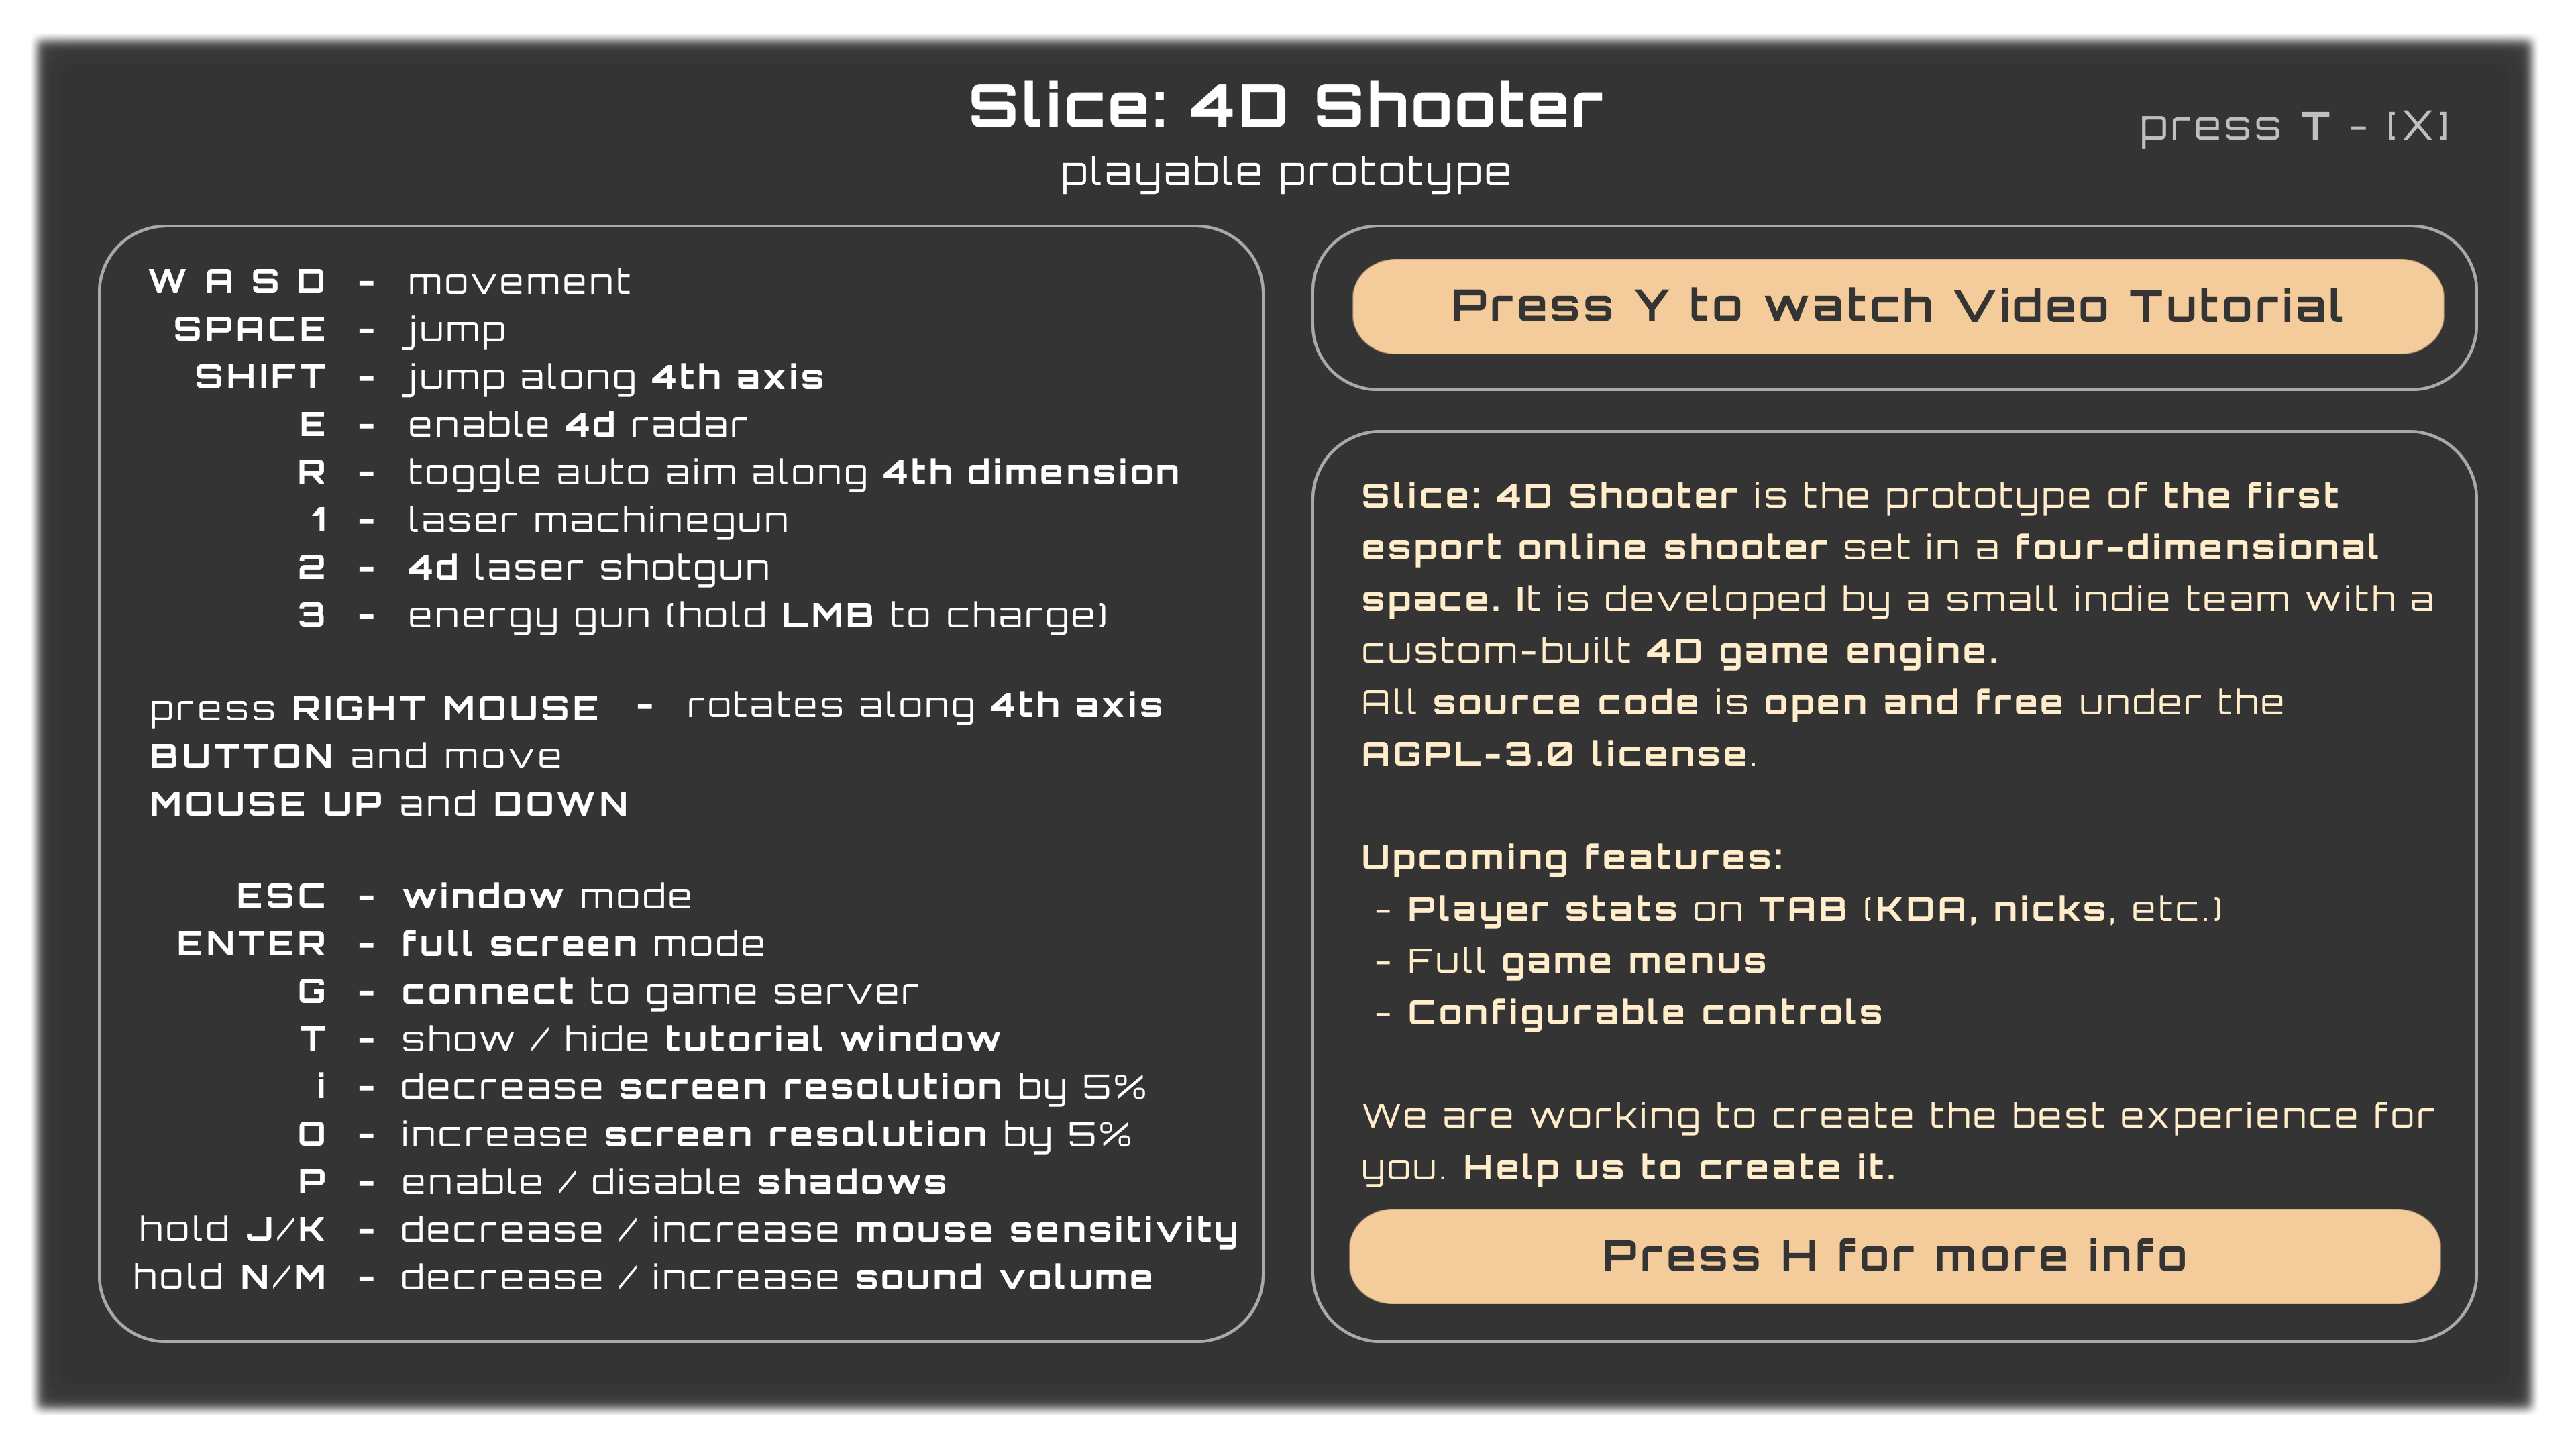 Slice: 4D Shooter
playable prototype
press T - [X]
W A S D - movement
SPACE - jump
SHIFT - jump along 4th axis
E - enable 4d radar
R - toggle auto aim along 4th dimension
1 - laser machinegun
2 - 4d laser shotgun
3 - energy gun (hold LMB to charge)
press RIGHT MOUSE - rotates along 4th axis
BUTTON and move
MOUSE UP and DOWN
ESC - window mode
ENTER - full screen mode
G - connect to game server
T - show / hide tutorial window
i - decrease screen resolution by 5%
O - increase screen resolution by 5%
P - enable / disable shadows
hold J/K - decrease / increase mouse sensitivity
hold N/M - decrease / increase sound volume
Press Y to watch Video Tutorial
Slice: 4D Shooter is the prototype of the first
esport online shooter set in a four-dimensional
space. It is developed by a small indie team with a
custom-built 4D game engine.
All source code is open and free under the
AGPL-3.0 license.
Upcoming features:
- Player stats on TAB (KDA, nicks, etc.)
- Full game menus
- Configurable controls
We are working to create the best experience for
you. Help us to create it.
Press H for more info